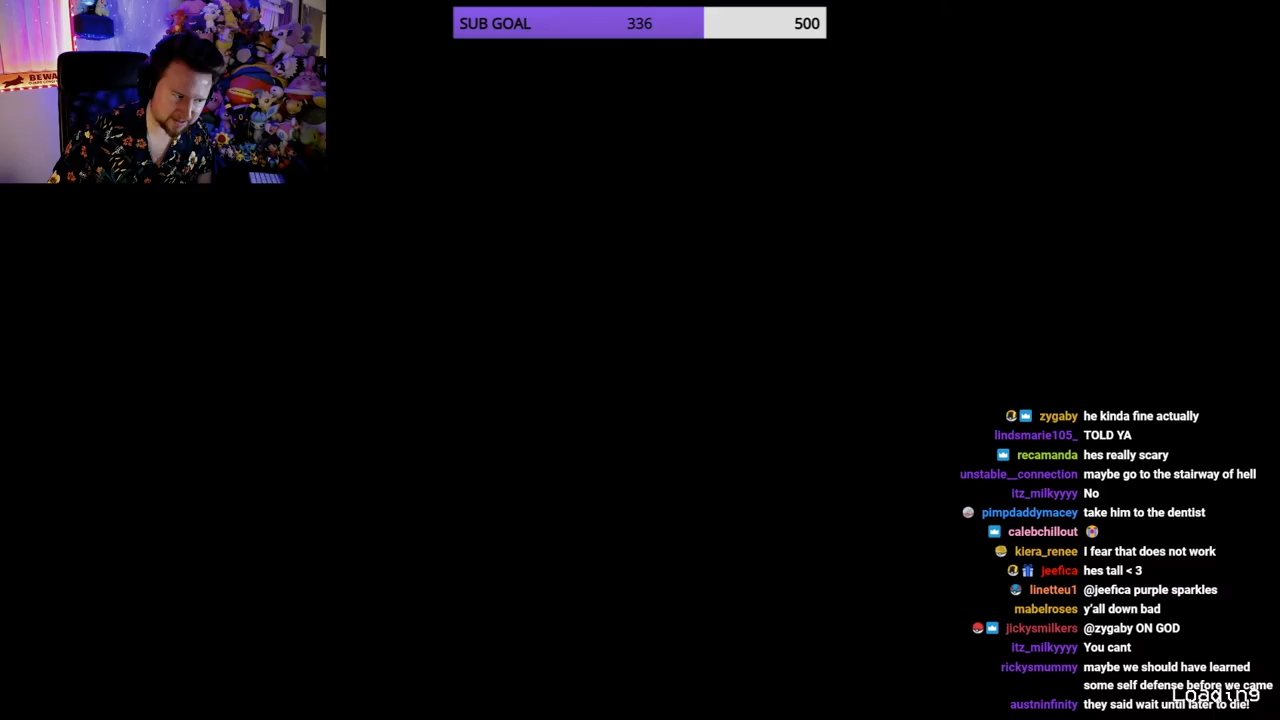 SUB GOAL 336 500
BEWA
zygaby he kinda fine actually
lindsmarie105_ TOLD YA
recamanda hes really scary
unstable__connection maybe go to the stairway of hell
itz_milkyyyy No
pimpdaddymacey take him to the dentist
calebchillout
kiera_renee I fear that does not work
jeefica hes tall < 3
linetteu1 @jeefica purple sparkles
mabelroses y'all down bad
jickysmilkers @zygaby ON GOD
itz_milkyyyy You cant
rickysmummy maybe we should have learned
some self defense before we came
Loading
austninfinity they said wait until later to die!